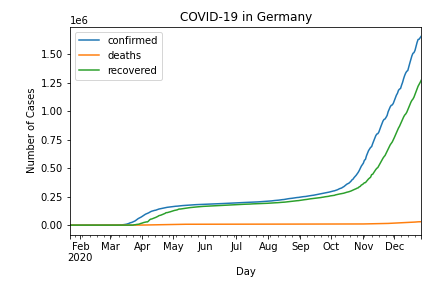 COVID-19 in Germany
1e6
confirmed
deaths
recovered
1.50
1.25
1.00
0.75
0.50
0.25
0.00
Number of Cases
Feb Mar Apr May Jun Jul Aug Sep Oct Nov Dec
2020
Day